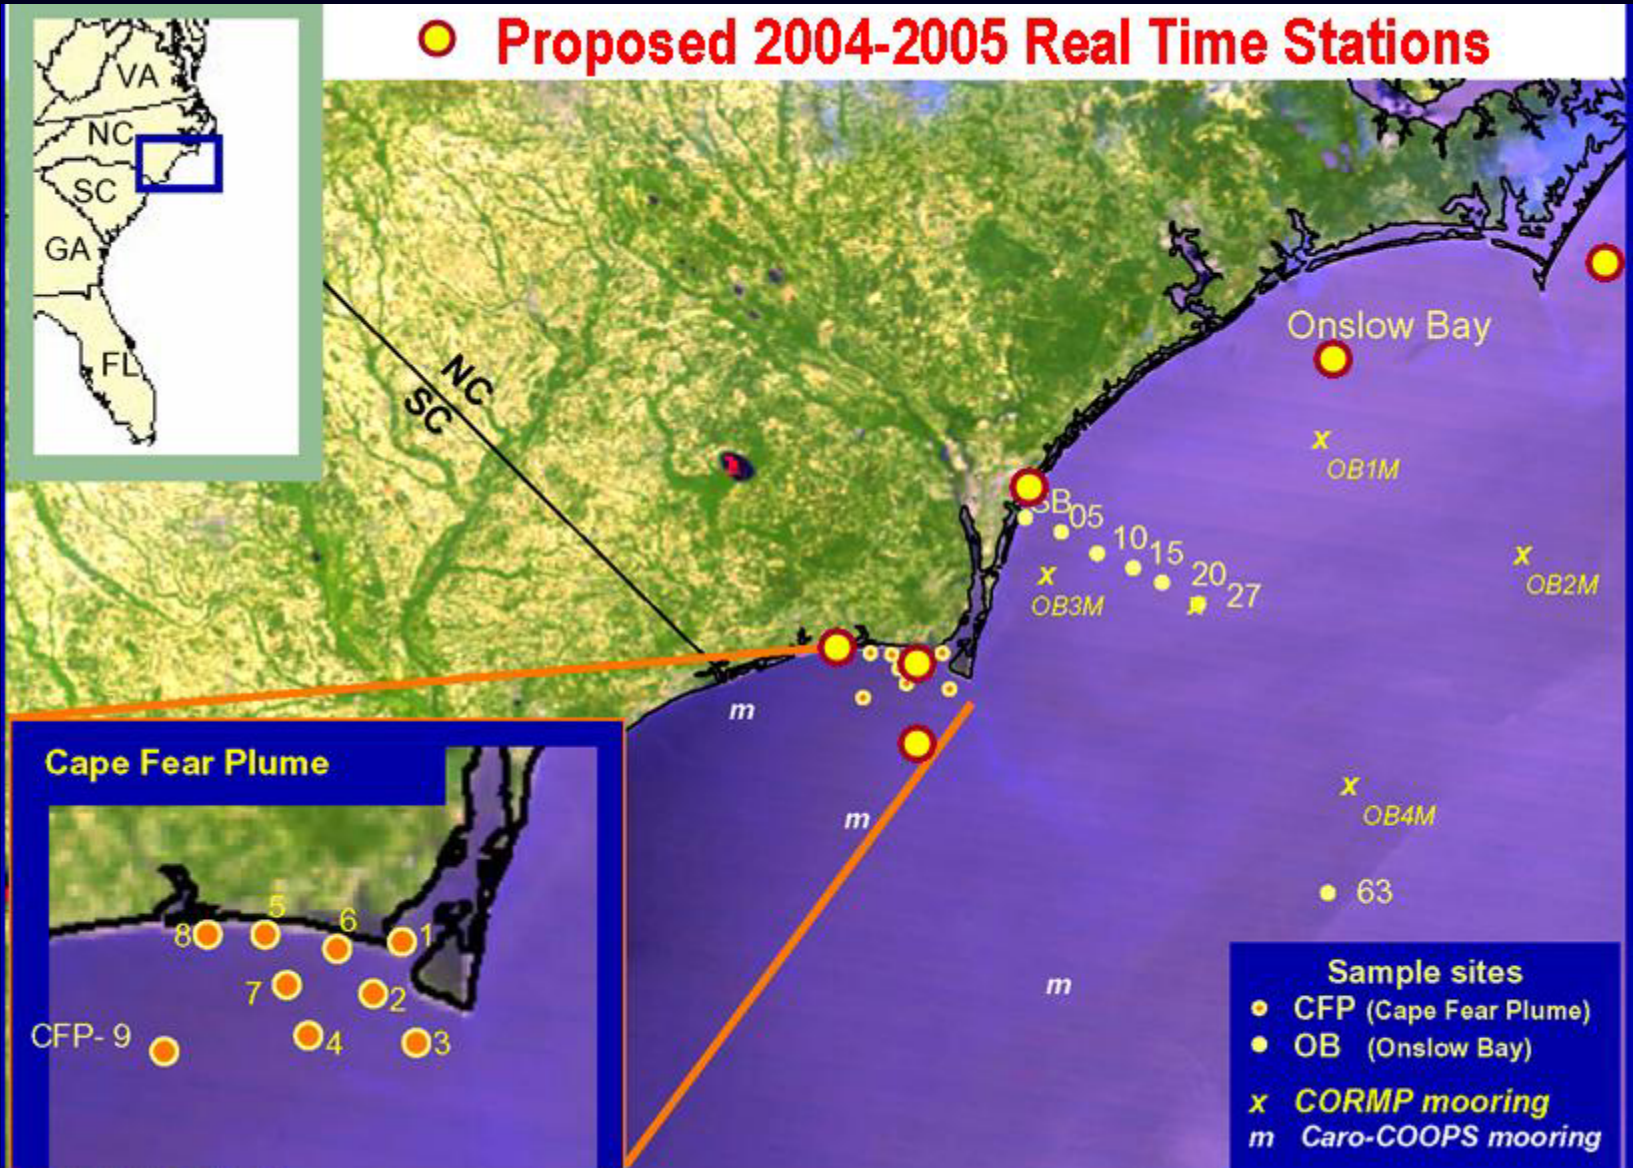 Proposed 2004-2005 Real Time Stations
VA
NC
SC
GA
FL
NC
SC
Onslow Bay
x
OB1M
SB
05
10
15
20
27
x
OB2M
x
OB3M
m
m
x
OB4M
63
m
Cape Fear Plume
5
6
8
1
7
2
CFP- 9
4
3
Sample sites
CFP (Cape Fear Plume)
OB (Onslow Bay)
x CORMP mooring
m Caro-COOPS mooring